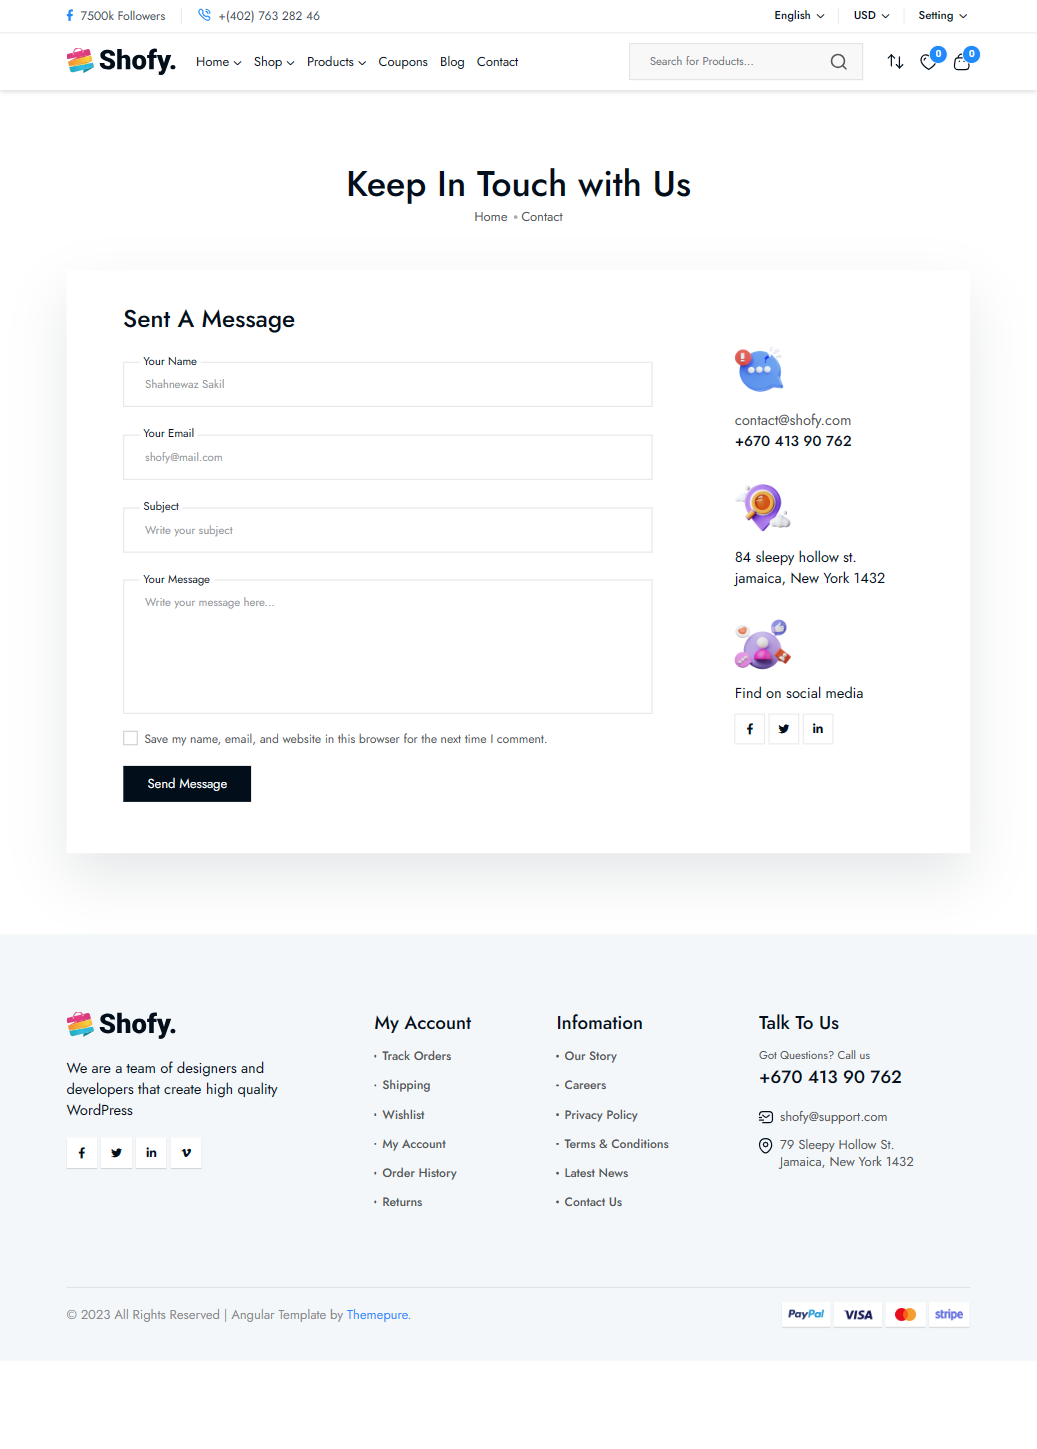 7500k Followers
+(402) 763 282 46
English
USD
Setting
Shofy.
Home
Shop
Products
Coupons
Blog
Contact
Search for Products...
0
0
Keep In Touch with Us
Home
Contact
Sent A Message
Your Name
Shahnewaz Sakil
Your Email
shofy@mail.com
Subject
Write your subject
Your Message
Write your message here...
Save my name, email, and website in this browser for the next time I comment.
Send Message
contact@shofy.com
+670 413 90 762
84 sleepy hollow st.
jamaica, New York 1432
Find on social media
Shofy.
We are a team of designers and
developers that create high quality
WordPress
My Account
Track Orders
Shipping
Wishlist
My Account
Order History
Returns
Infomation
Our Story
Careers
Privacy Policy
Terms & Conditions
Latest News
Contact Us
Talk To Us
Got Questions? Call us
+670 413 90 762
shofy@support.com
79 Sleepy Hollow St.
Jamaica, New York 1432
© 2023 All Rights Reserved | Angular Template by Themepure.
PayPal
VISA
stripe